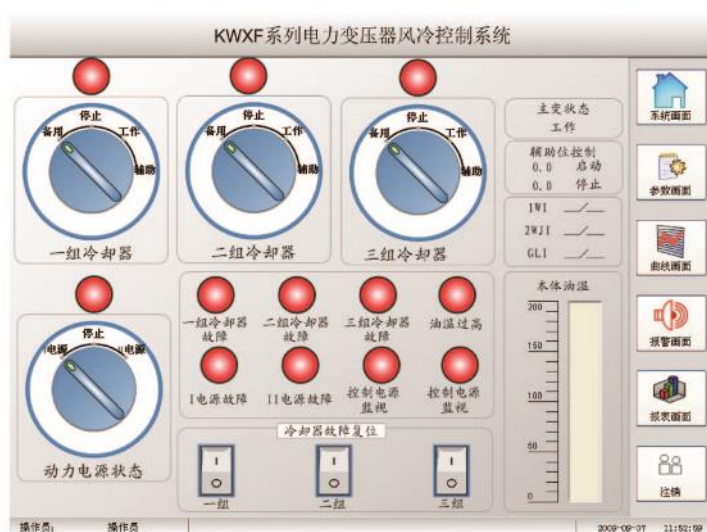 KWXF系列电力变压器风冷控制系统
停止
备用
工作
辅助
一组冷却器
停止
备用
工作
辅助
二组冷却器
停止
备用
工作
辅助
三组冷却器
主变状态
工作
辅助位控制
0.0 启动
0.0 停止
1WI
2WJI
GLI
系统画面
参数画面
曲线画面
报警画面
报表画面
注销
停止
I电源
II电源
动力电源状态
一组冷却器
故障
二组冷却器
故障
三组冷却器
故障
油温过高
I电源故障
II电源故障
控制电源
监视
控制电源
监视
冷却器故障复位
一组
二组
三组
本体油温
200
150
100
50
0
操作员: 操作员
2009-09-07 11:52:59